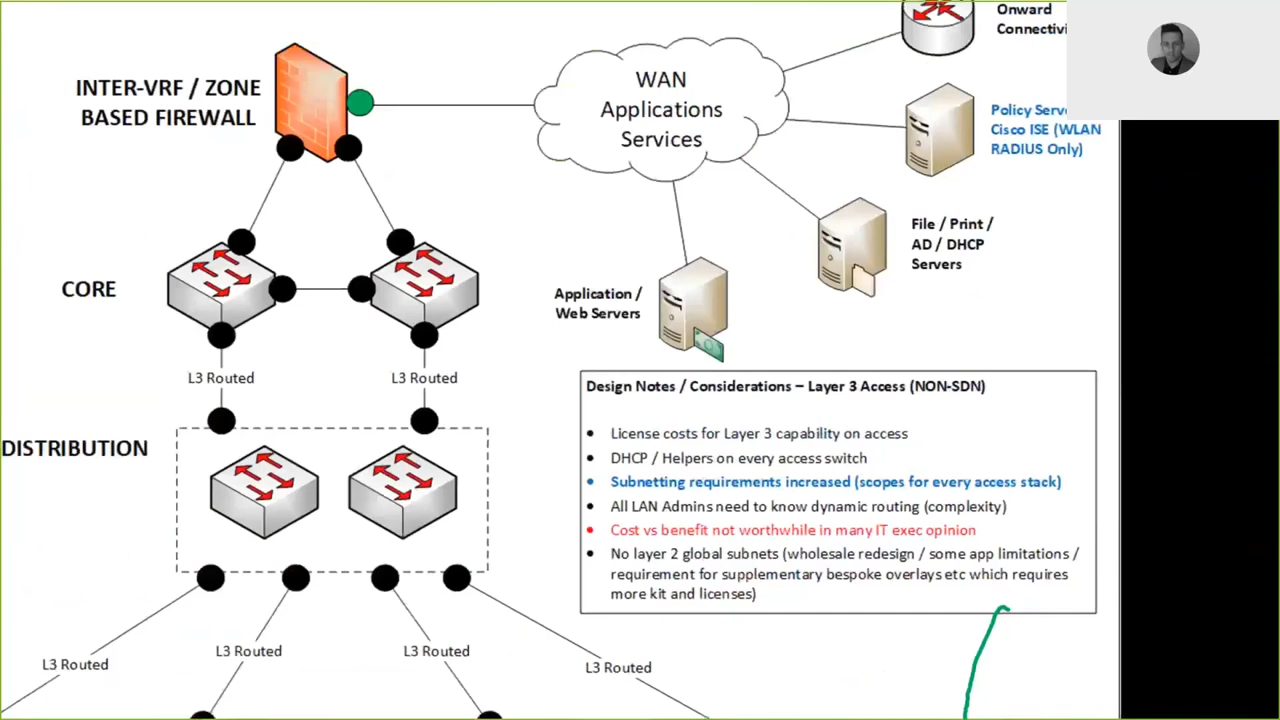 Onward
INTER-VRF / ZONE
BASED FIREWALL
WAN
Applications
Services
Cisco ISE (WLAN
RADIUS Only)
Policy
File / Print /
AD / DHCP
Servers
CORE
Application /
Web Servers
L3 Routed
L3 Routed
Design Notes / Considerations – Layer 3 Access (NON-SDN)
DISTRIBUTION
• License costs for Layer 3 capability on access
• DHCP / Helpers on every access switch
• Subnetting requirements increased (scopes for every access stack)
• All LAN Admins need to know dynamic routing (complexity)
• Cost vs benefit not worthwhile in many IT exec opinion
• No layer 2 global subnets (wholesale redesign / some app limitations /
requirement for supplementary bespoke overlays etc which requires
more kit and licenses)
L3 Routed
L3 Routed
L3 Routed
L3 Routed